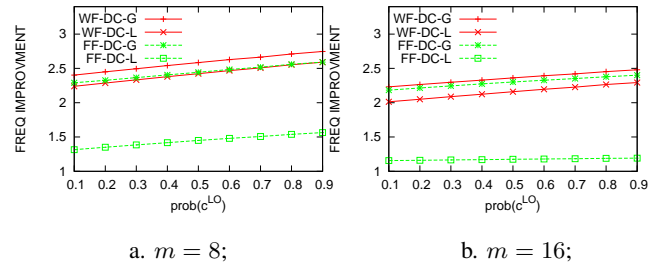 WF-DC-G
WF-DC-L
FF-DC-G
FF-DC-L
FREQ IMPROVMENT
3
2.5
2
1.5
1
0.1 0.2 0.3 0.4 0.5 0.6 0.7 0.8 0.9
prob(c^LO)
a. m = 8;
WF-DC-G
WF-DC-L
FF-DC-G
FF-DC-L
FREQ IMPROVMENT
3
2.5
2
1.5
1
0.1 0.2 0.3 0.4 0.5 0.6 0.7 0.8 0.9
prob(c^LO)
b. m = 16;